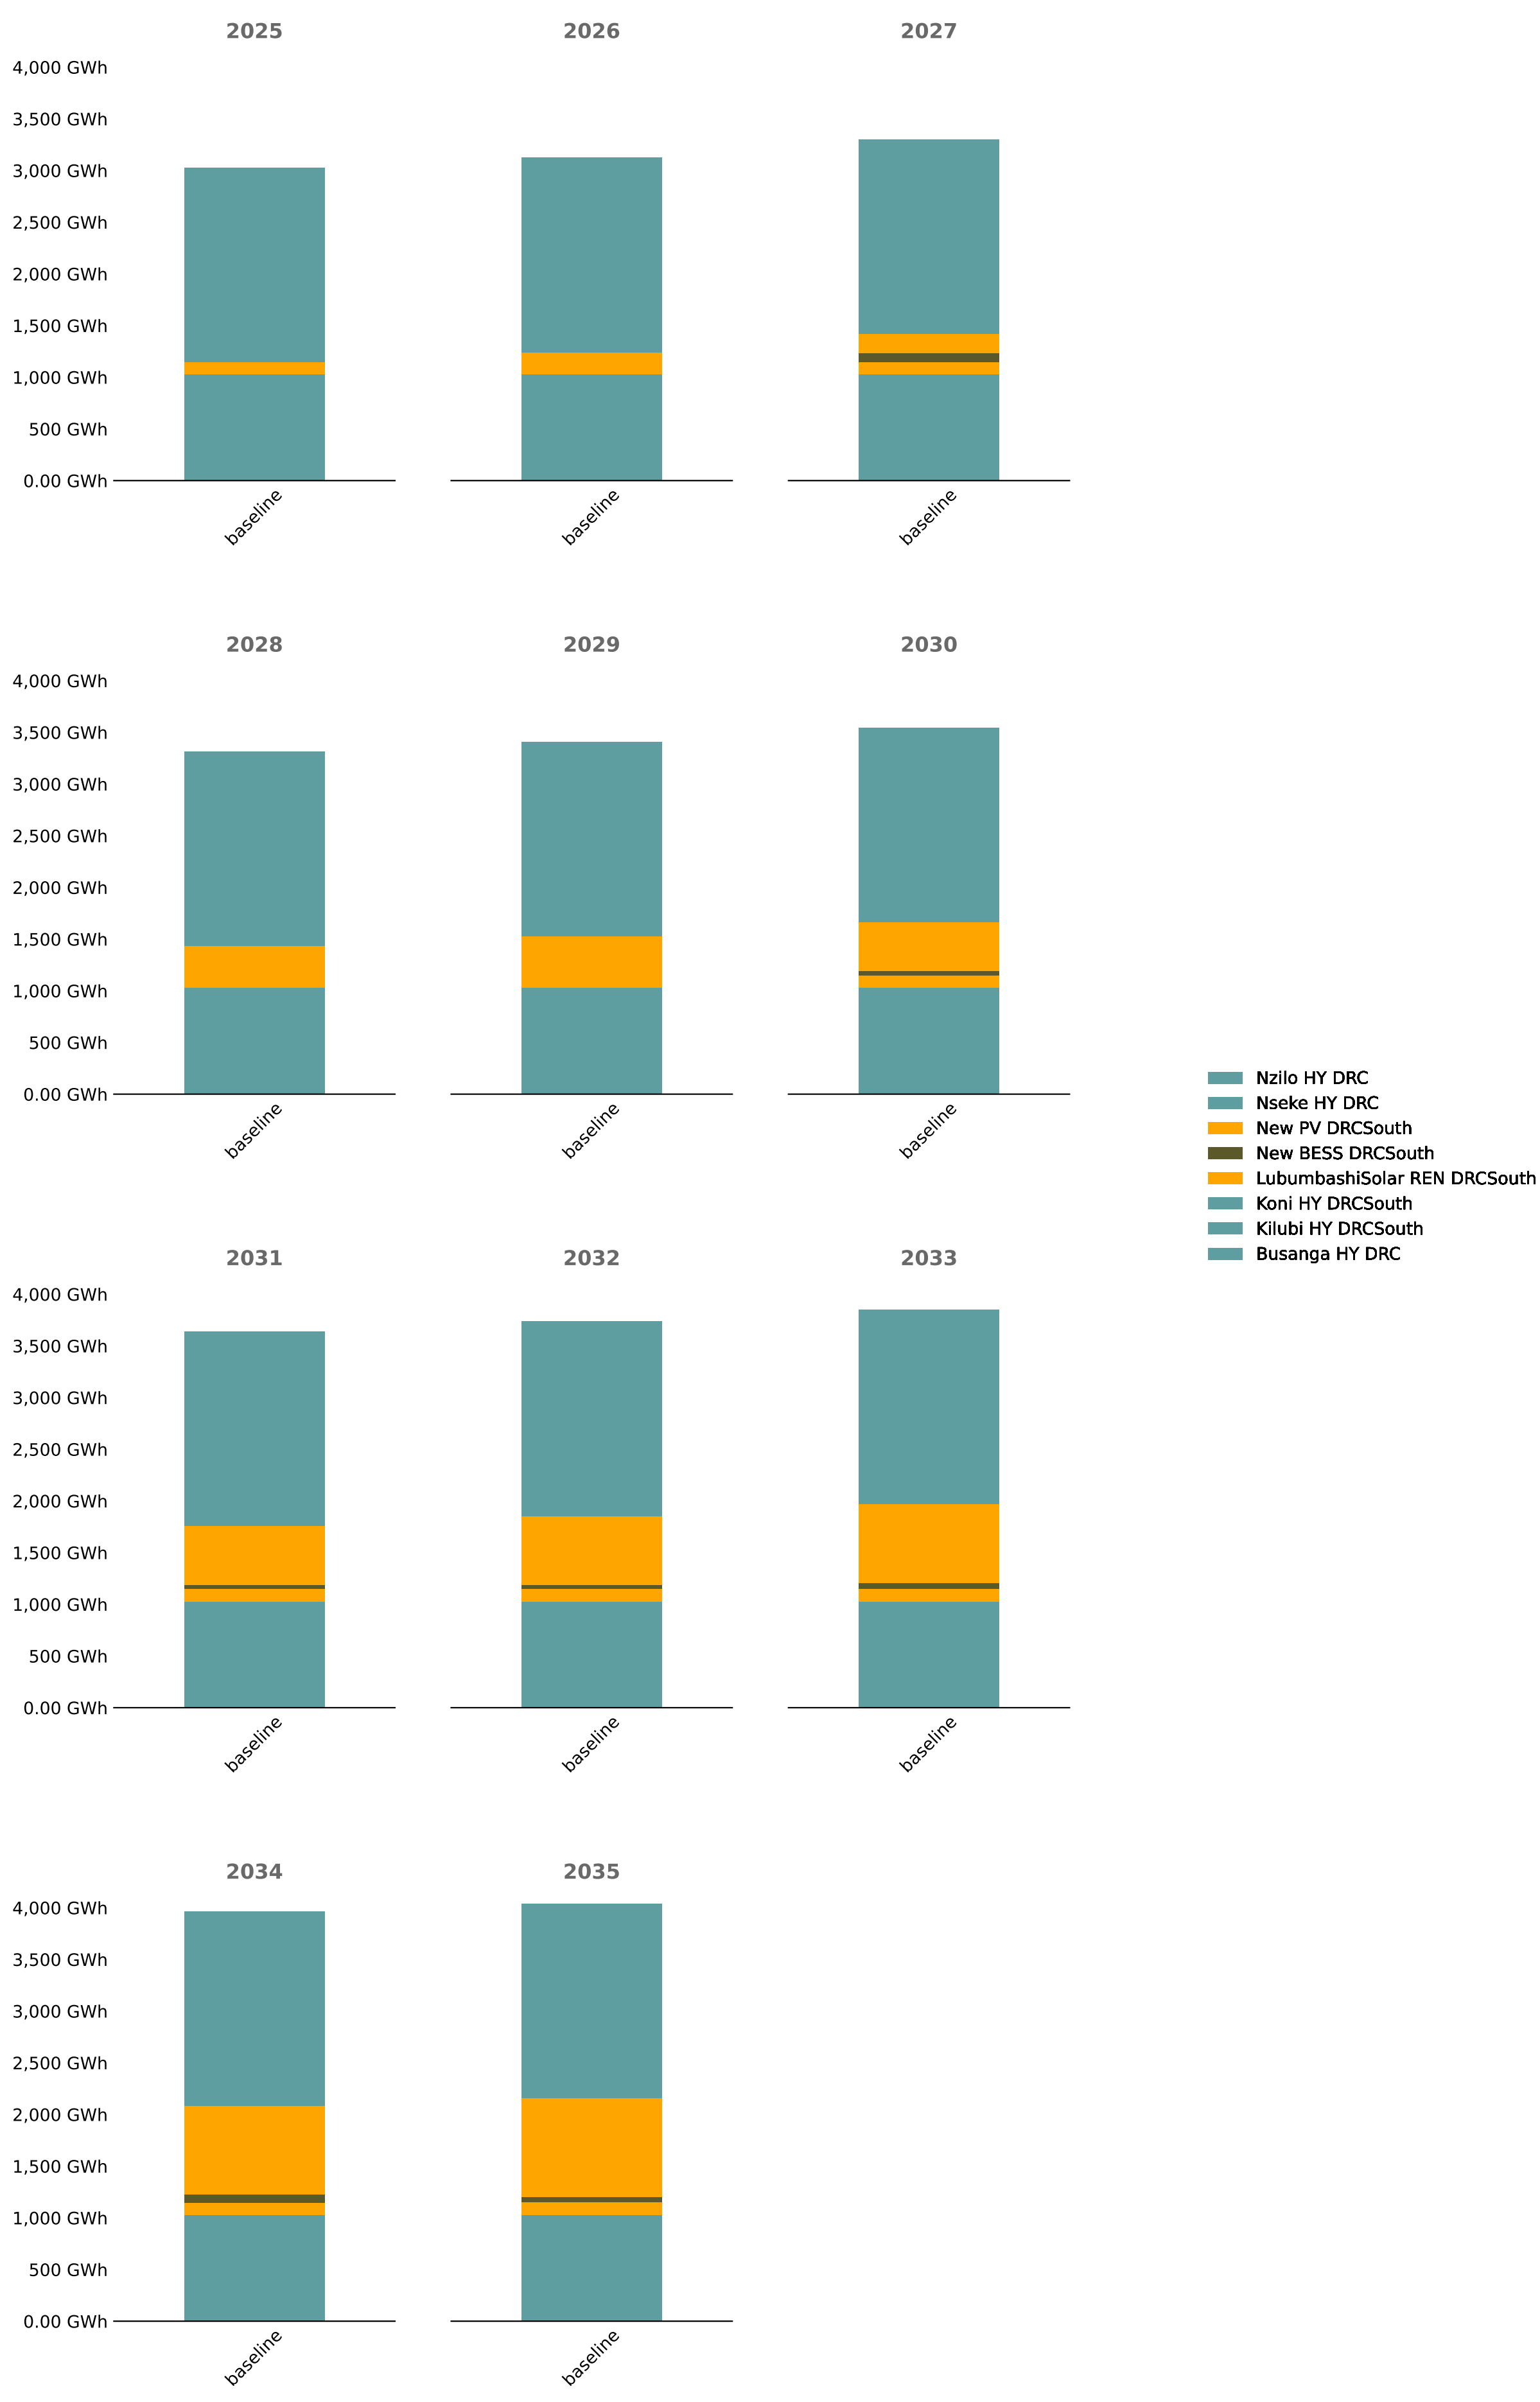 2025
2026
2027
4,000 GWh
3,500 GWh
3,000 GWh
2,500 GWh
2,000 GWh
1,500 GWh
1,000 GWh
500 GWh
0.00 GWh
baseline
baseline
baseline
2028
2029
2030
4,000 GWh
3,500 GWh
3,000 GWh
2,500 GWh
2,000 GWh
1,500 GWh
1,000 GWh
500 GWh
0.00 GWh
baseline
baseline
baseline
Nzilo HY DRC
Nseke HY DRC
New PV DRCSouth
New BESS DRCSouth
LubumbashiSolar REN DRCSouth
Koni HY DRCSouth
Kilubi HY DRCSouth
Busanga HY DRC
2031
2032
2033
4,000 GWh
3,500 GWh
3,000 GWh
2,500 GWh
2,000 GWh
1,500 GWh
1,000 GWh
500 GWh
0.00 GWh
baseline
baseline
baseline
2034
2035
4,000 GWh
3,500 GWh
3,000 GWh
2,500 GWh
2,000 GWh
1,500 GWh
1,000 GWh
500 GWh
0.00 GWh
baseline
baseline